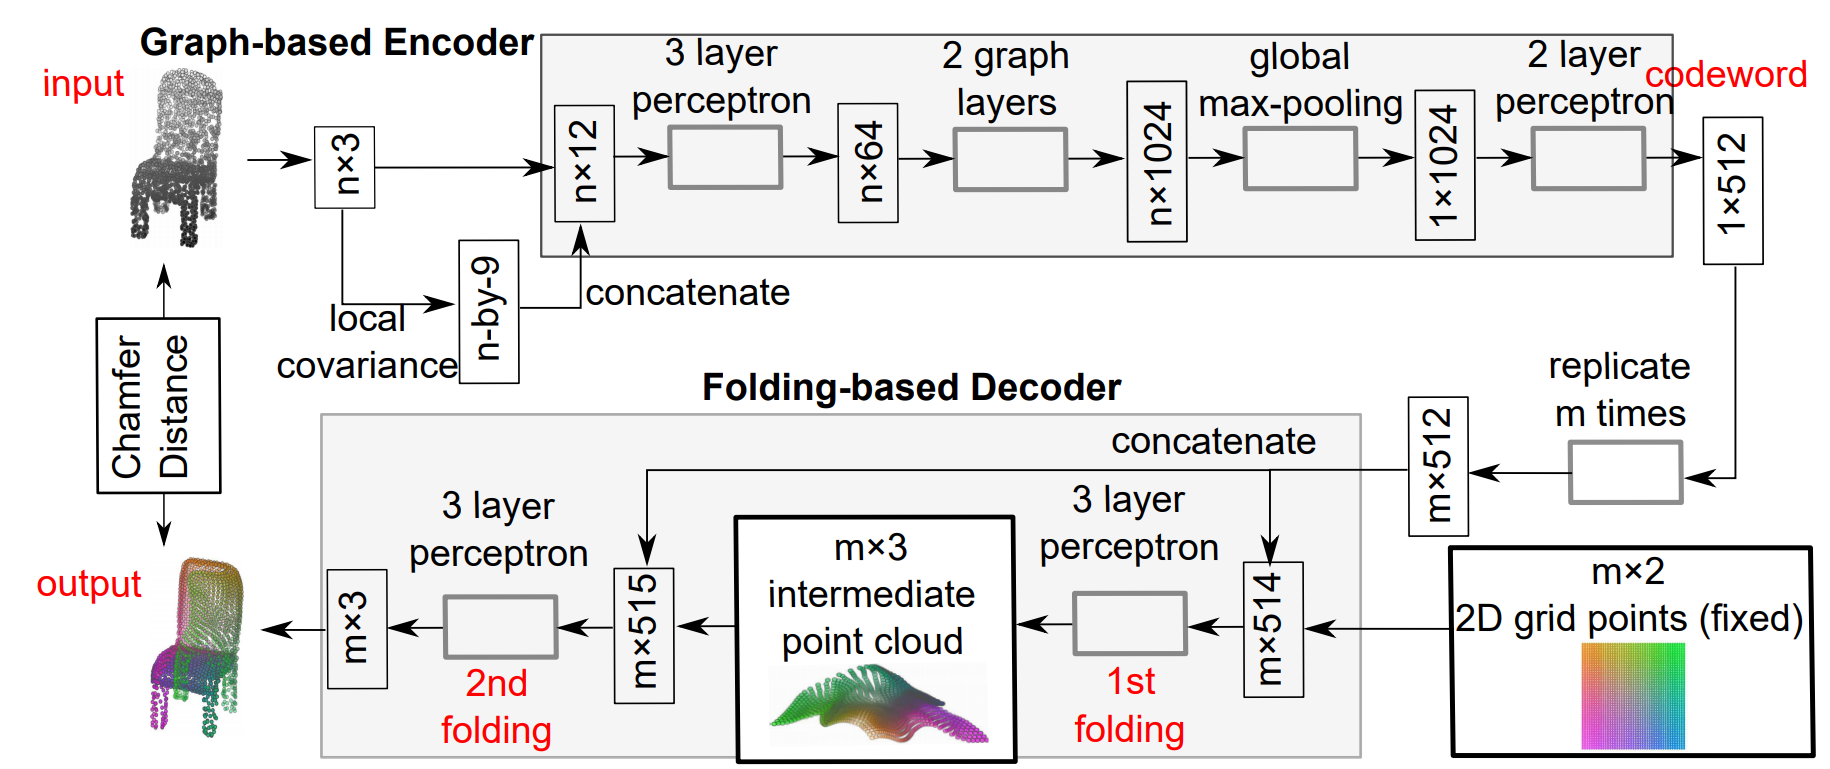 Graph-based Encoder
input
n×3
local
covariance
n-by-9
concatenate
n×12
3 layer
perceptron
n×64
2 graph
layers
n×1024
global
max-pooling
1×1024
2 layer
perceptron
codeword
1×512
replicate
m times
m×512
Folding-based Decoder
concatenate
m×2
2D grid points (fixed)
m×514
3 layer
perceptron
1st
folding
m×3
intermediate
point cloud
m×515
3 layer
perceptron
2nd
folding
m×3
output
Chamfer
Distance